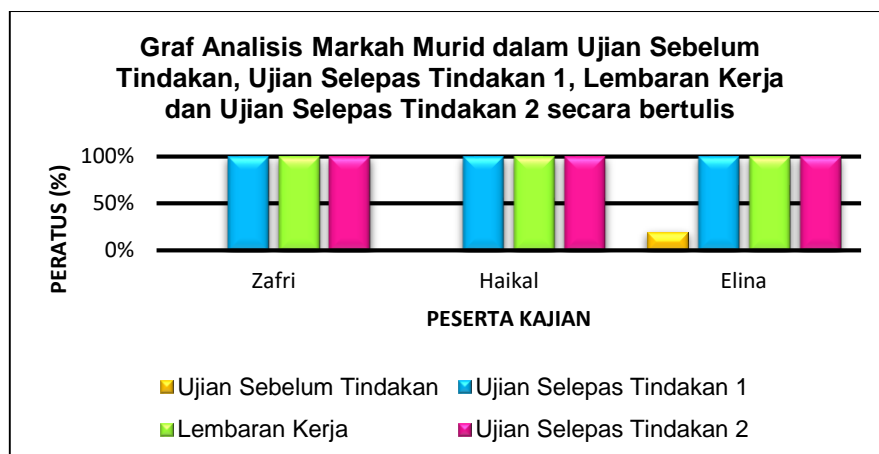 Graf Analisis Markah Murid dalam Ujian Sebelum
Tindakan, Ujian Selepas Tindakan 1, Lembaran Kerja
dan Ujian Selepas Tindakan 2 secara bertulis
PERATUS (%)
100%
50%
0%
Zafri
Haikal
Elina
PESERTA KAJIAN
Ujian Sebelum Tindakan
Ujian Selepas Tindakan 1
Lembaran Kerja
Ujian Selepas Tindakan 2